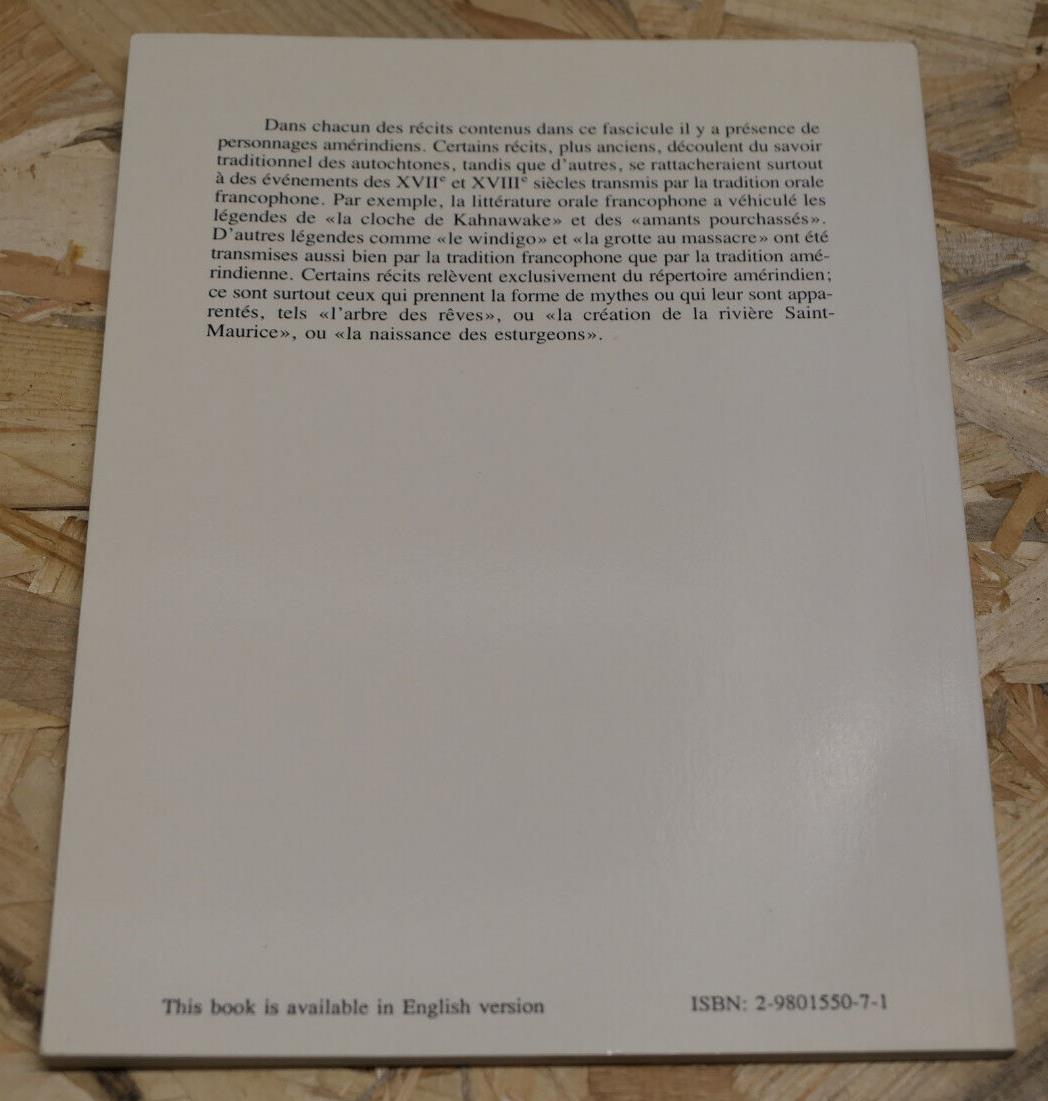 Dans chacun des récits contenus dans ce fascicule il y a présence de
personnages amérindiens. Certains récits, plus anciens, découlent du savoir
traditionnel des autochtones, tandis que d'autres, se rattacheraient surtout
à des événements des XVIIᵉ et XVIIIᵉ siècles transmis par la tradition orale
francophone. Par exemple, la littérature orale francophone a véhiculé les
légendes de «la cloche de Kahnawake» et des «amants pourchassés».
D'autres légendes comme «le windigo» et «la grotte au massacre» ont été
transmises aussi bien par la tradition francophone que par la tradition amé-
rindienne. Certains récits relèvent exclusivement du répertoire amérindien;
ce sont surtout ceux qui prennent la forme de mythes ou qui leur sont appa-
rentés, tels «l'arbre des rêves», ou «la création de la rivière Saint-
Maurice», ou «la naissance des esturgeons».
This book is available in English version
ISBN: 2-9801550-7-1